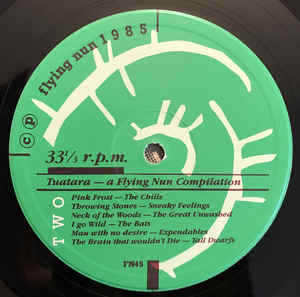 flying nun 1985
c p
33⅓ r.p.m.
Tuatara — a Flying Nun Compilation
TWO
Pink Frost — The Chills
Throwing Stones — Sneaky Feelings
Neck of the Woods — The Great Unwashed
I go Wild — The Bats
Man with no desire — Expendables
The Brain that wouldn't Die — Tall Dwarfs
FN45